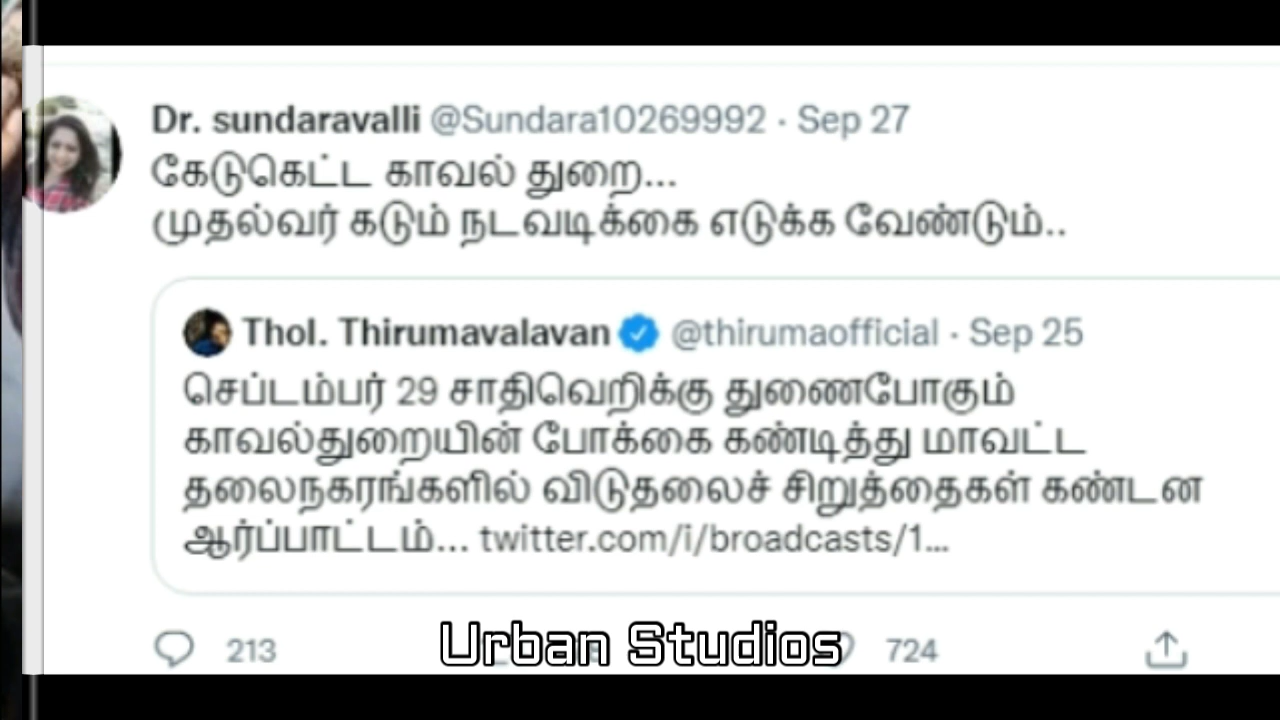 Dr. sundaravalli @Sundara10269992 · Sep 27
கேடுகெட்ட காவல் துறை...
முதல்வர் கடும் நடவடிக்கை எடுக்க வேண்டும்..
Thol. Thirumavalavan @thirumaofficial · Sep 25
செப்டம்பர் 29 சாதிவெறிக்கு துணைபோகும்
காவல்துறையின் போக்கை கண்டித்து மாவட்ட
தலைநகரங்களில் விடுதலைச் சிறுத்தைகள் கண்டன
ஆர்ப்பாட்டம்... twitter.com/i/broadcasts/1...
213 724
Urban Studios